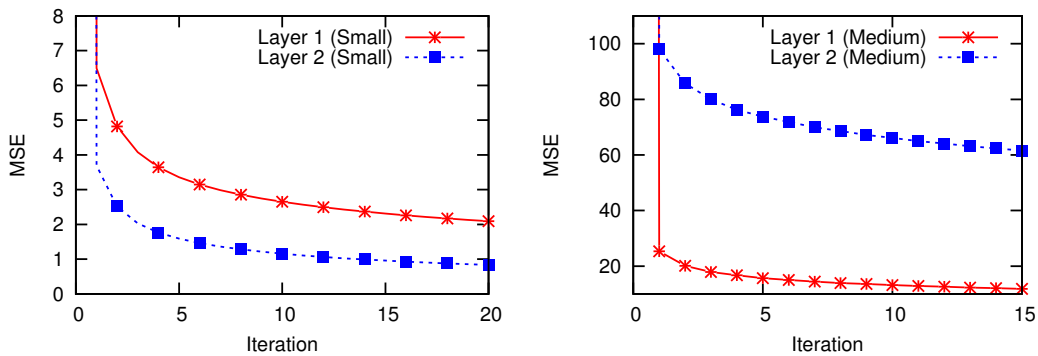 8
7
6
5
4
3
2
1
0
MSE
0
5
10
15
20
Iteration
Layer 1 (Small)
Layer 2 (Small)
100
80
60
40
20
MSE
0
5
10
15
Iteration
Layer 1 (Medium)
Layer 2 (Medium)